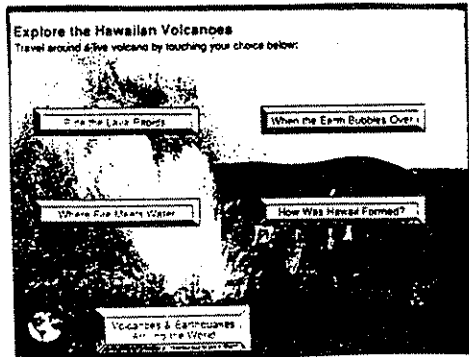 Explore the Hawaiian Volcanoes
Travel around a live volcano by touching your choice below:
Ride the Lava Rapids
When the Earth Bubbles Over
Where Fire Meets Water
How Was Hawaii Formed?
Volcanoes & Earthquakes
Around the World